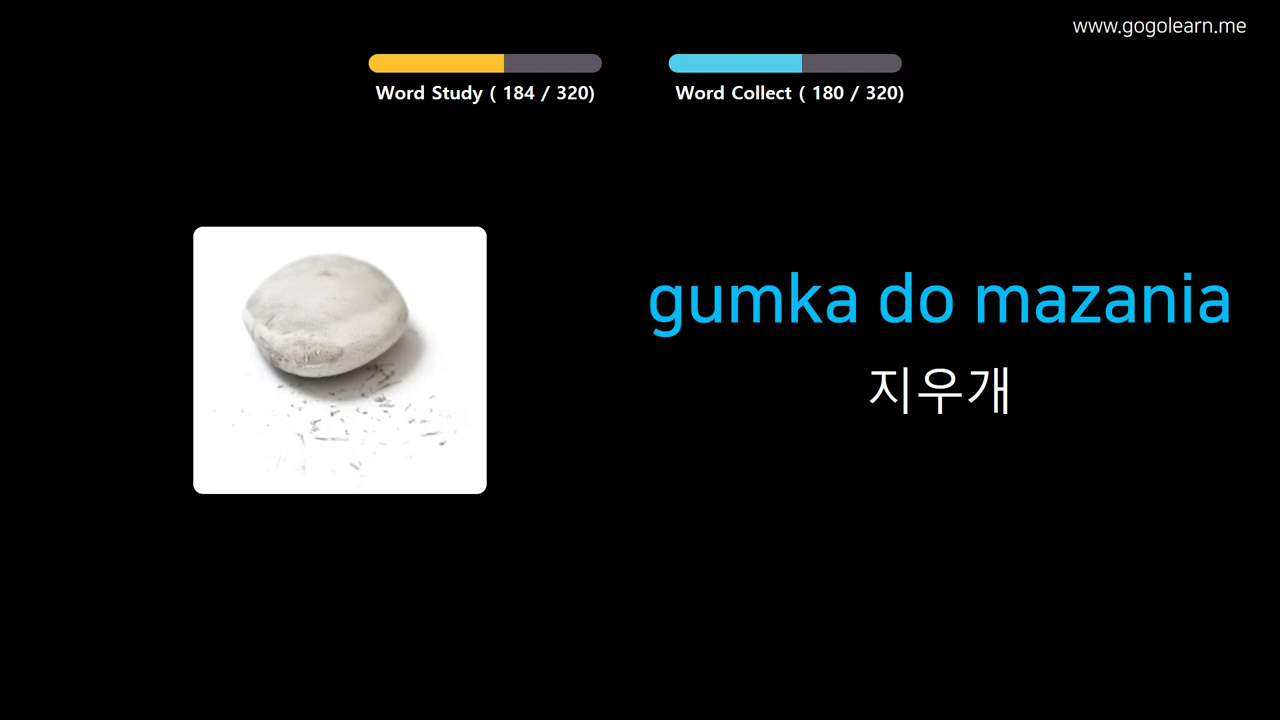 www.gogolearn.me
Word Study ( 184 / 320)
Word Collect ( 180 / 320)
gumka do mazania
지우개